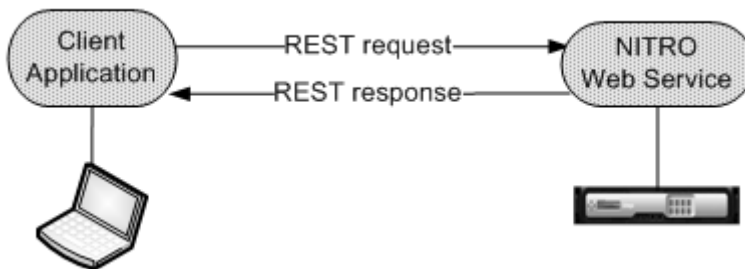 Client
Application
REST request
REST response
NITRO
Web Service